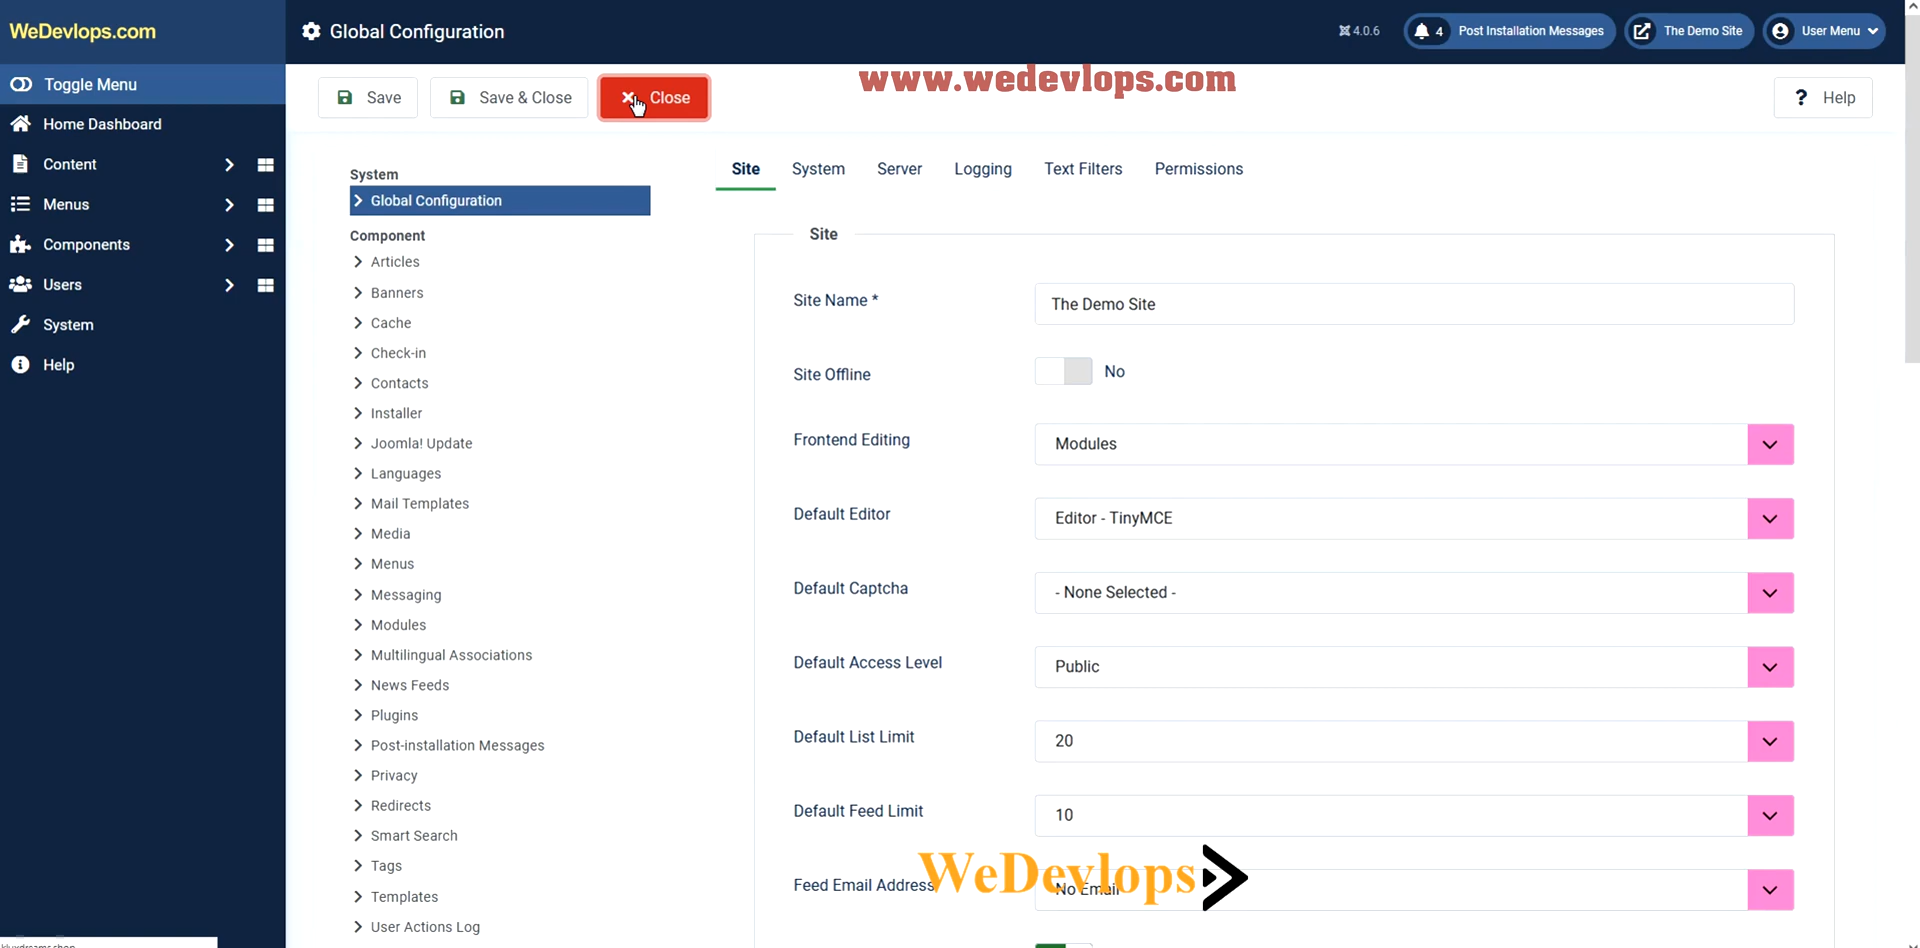 WeDevlops.com
Global Configuration
4.0.6
4 Post Installation Messages
The Demo Site
User Menu
Toggle Menu
Home Dashboard
Content
Menus
Components
Users
System
Help
Save
Save & Close
Close
www.wedevlops.com
? Help
System
Global Configuration
Component
Articles
Banners
Cache
Check-in
Contacts
Installer
Joomla! Update
Languages
Mail Templates
Media
Menus
Messaging
Modules
Multilingual Associations
News Feeds
Plugins
Post-installation Messages
Privacy
Redirects
Smart Search
Tags
Templates
User Actions Log
Site System Server Logging Text Filters Permissions
Site
Site Name * The Demo Site
Site Offline No
Frontend Editing Modules
Default Editor Editor - TinyMCE
Default Captcha - None Selected -
Default Access Level Public
Default List Limit 20
Default Feed Limit 10
Feed Email Address No Email
WeDevlops